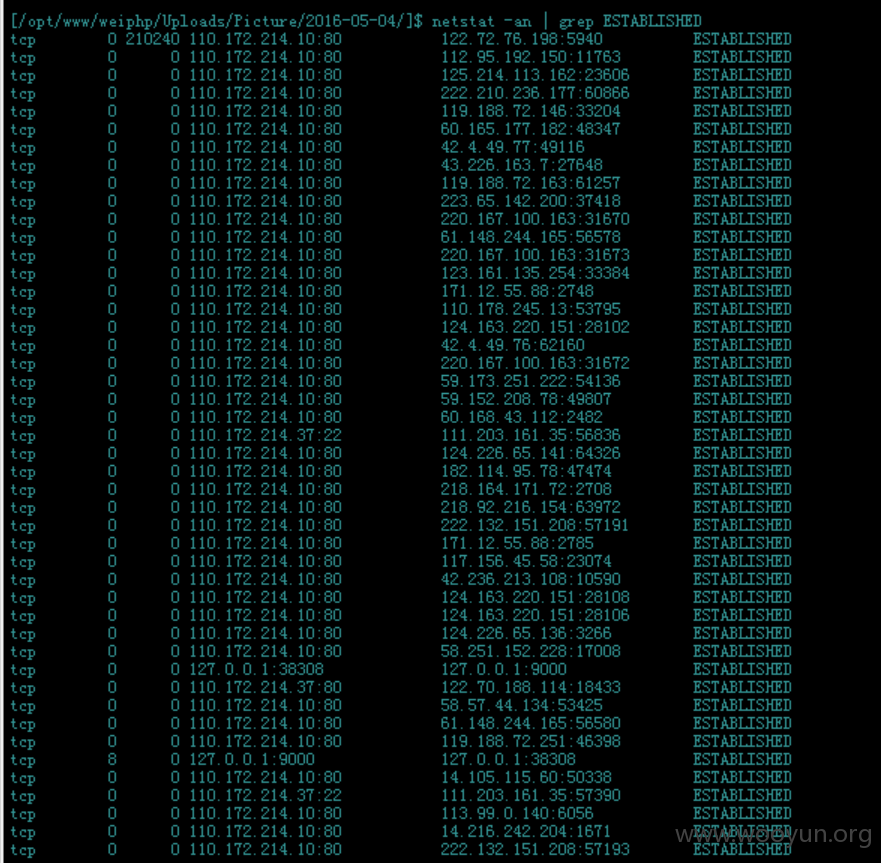 [/opt/www/weiphp/Uploads/Picture/2016-05-04/]$ netstat -an | grep ESTABLISHED
tcp 0 210240 110.172.214.10:80 122.72.76.198:5940 ESTABLISHED
tcp 0 0 110.172.214.10:80 112.95.192.150:11763 ESTABLISHED
tcp 0 0 110.172.214.10:80 125.214.113.162:23606 ESTABLISHED
tcp 0 0 110.172.214.10:80 222.210.236.177:60866 ESTABLISHED
tcp 0 0 110.172.214.10:80 119.188.72.146:33204 ESTABLISHED
tcp 0 0 110.172.214.10:80 60.165.177.182:48347 ESTABLISHED
tcp 0 0 110.172.214.10:80 42.4.49.77:49116 ESTABLISHED
tcp 0 0 110.172.214.10:80 43.226.163.7:27648 ESTABLISHED
tcp 0 0 110.172.214.10:80 119.188.72.163:61257 ESTABLISHED
tcp 0 0 110.172.214.10:80 223.65.142.200:37418 ESTABLISHED
tcp 0 0 110.172.214.10:80 220.167.100.163:31670 ESTABLISHED
tcp 0 0 110.172.214.10:80 61.148.244.165:56578 ESTABLISHED
tcp 0 0 110.172.214.10:80 220.167.100.163:31673 ESTABLISHED
tcp 0 0 110.172.214.10:80 123.161.135.254:33384 ESTABLISHED
tcp 0 0 110.172.214.10:80 171.12.55.88:2748 ESTABLISHED
tcp 0 0 110.172.214.10:80 110.178.245.13:53795 ESTABLISHED
tcp 0 0 110.172.214.10:80 124.163.220.151:28102 ESTABLISHED
tcp 0 0 110.172.214.10:80 42.4.49.76:62160 ESTABLISHED
tcp 0 0 110.172.214.10:80 220.167.100.163:31672 ESTABLISHED
tcp 0 0 110.172.214.10:80 59.173.251.222:54136 ESTABLISHED
tcp 0 0 110.172.214.10:80 59.152.208.78:49807 ESTABLISHED
tcp 0 0 110.172.214.10:80 60.168.43.112:2482 ESTABLISHED
tcp 0 0 110.172.214.37:22 111.203.161.35:56836 ESTABLISHED
tcp 0 0 110.172.214.10:80 124.226.65.141:64326 ESTABLISHED
tcp 0 0 110.172.214.10:80 182.114.95.78:47474 ESTABLISHED
tcp 0 0 110.172.214.10:80 218.164.171.72:2708 ESTABLISHED
tcp 0 0 110.172.214.10:80 218.92.216.154:63972 ESTABLISHED
tcp 0 0 110.172.214.10:80 222.132.151.208:57191 ESTABLISHED
tcp 0 0 110.172.214.10:80 171.12.55.88:2785 ESTABLISHED
tcp 0 0 110.172.214.10:80 117.156.45.58:23074 ESTABLISHED
tcp 0 0 110.172.214.10:80 42.236.213.108:10590 ESTABLISHED
tcp 0 0 110.172.214.10:80 124.163.220.151:28108 ESTABLISHED
tcp 0 0 110.172.214.10:80 124.163.220.151:28106 ESTABLISHED
tcp 0 0 110.172.214.10:80 124.226.65.136:3266 ESTABLISHED
tcp 0 0 110.172.214.10:80 58.251.152.228:17008 ESTABLISHED
tcp 0 0 127.0.0.1:38308 127.0.0.1:9000 ESTABLISHED
tcp 0 0 110.172.214.37:80 122.70.188.114:18433 ESTABLISHED
tcp 0 0 110.172.214.10:80 58.57.44.134:53425 ESTABLISHED
tcp 0 0 110.172.214.10:80 61.148.244.165:56580 ESTABLISHED
tcp 0 0 110.172.214.10:80 119.188.72.251:46398 ESTABLISHED
tcp 8 0 127.0.0.1:9000 127.0.0.1:38308 ESTABLISHED
tcp 0 0 110.172.214.10:80 14.105.115.60:50338 ESTABLISHED
tcp 0 0 110.172.214.37:22 111.203.161.35:57390 ESTABLISHED
tcp 0 0 110.172.214.10:80 113.99.0.140:6056 ESTABLISHED
tcp 0 0 110.172.214.10:80 14.216.242.204:1671 ESTABLISHED
tcp 0 0 110.172.214.10:80 222.132.151.208:57193 ESTABLISHED
www.wooyun.org